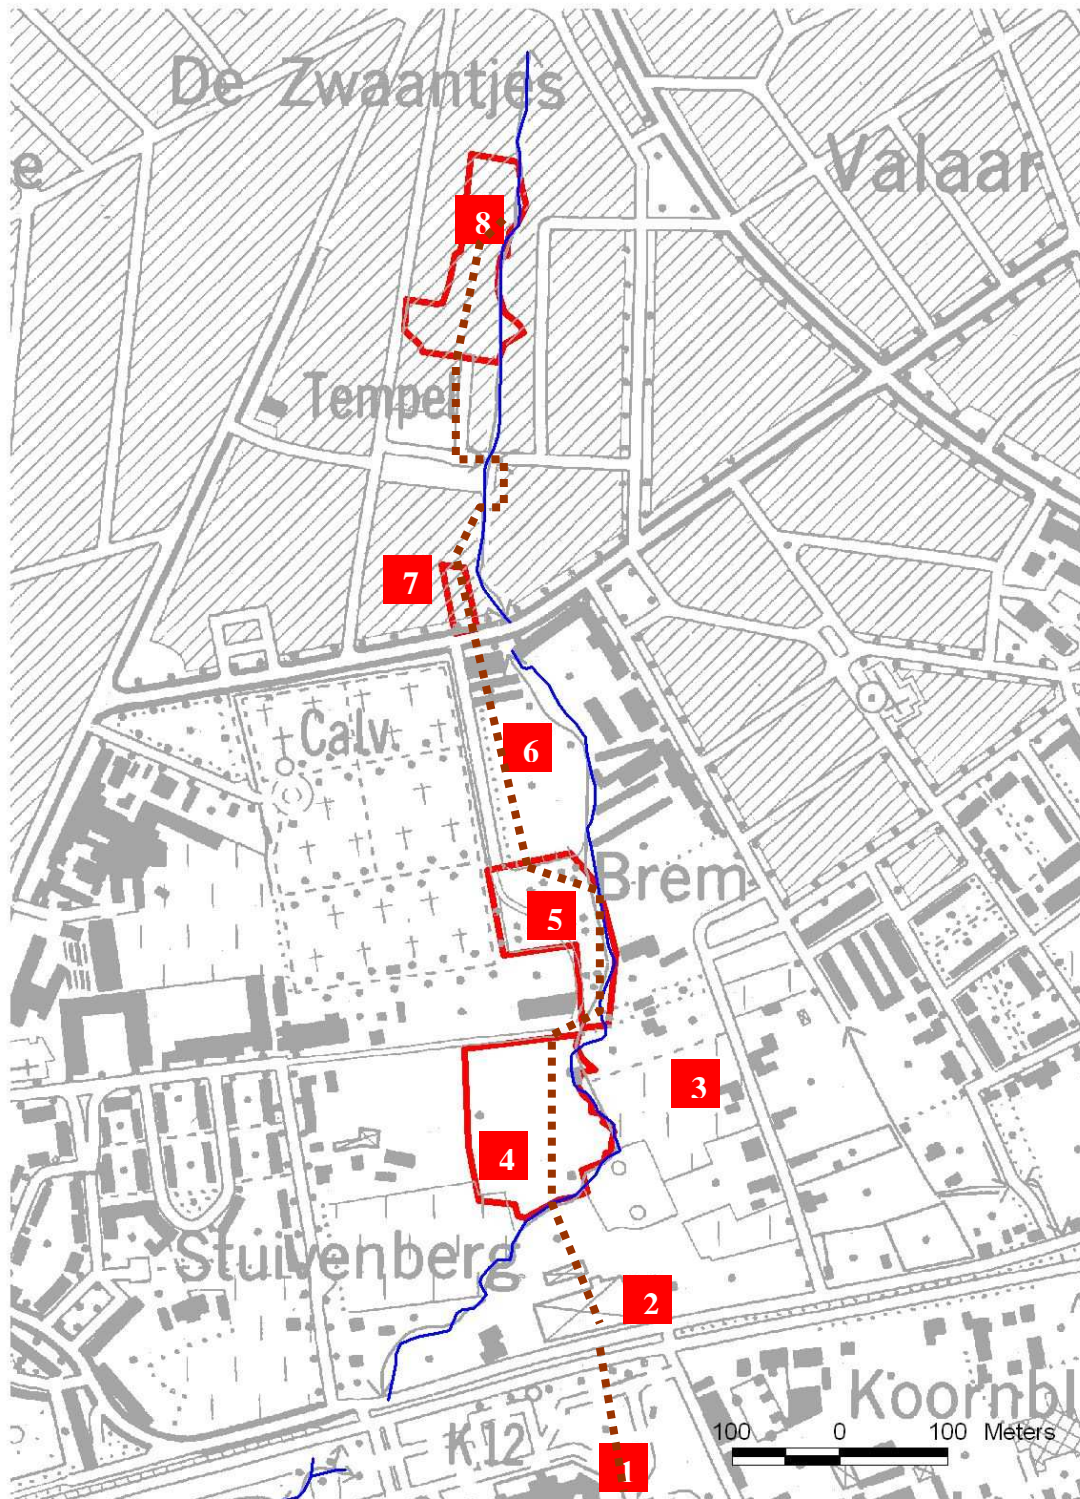 De Zwaantjes
Valaar
e
8
Tempel
7
Calv.
6
Brem
5
3
4
Stuivenberg
2
Koornbl
K12
100 0 100 Meters
1